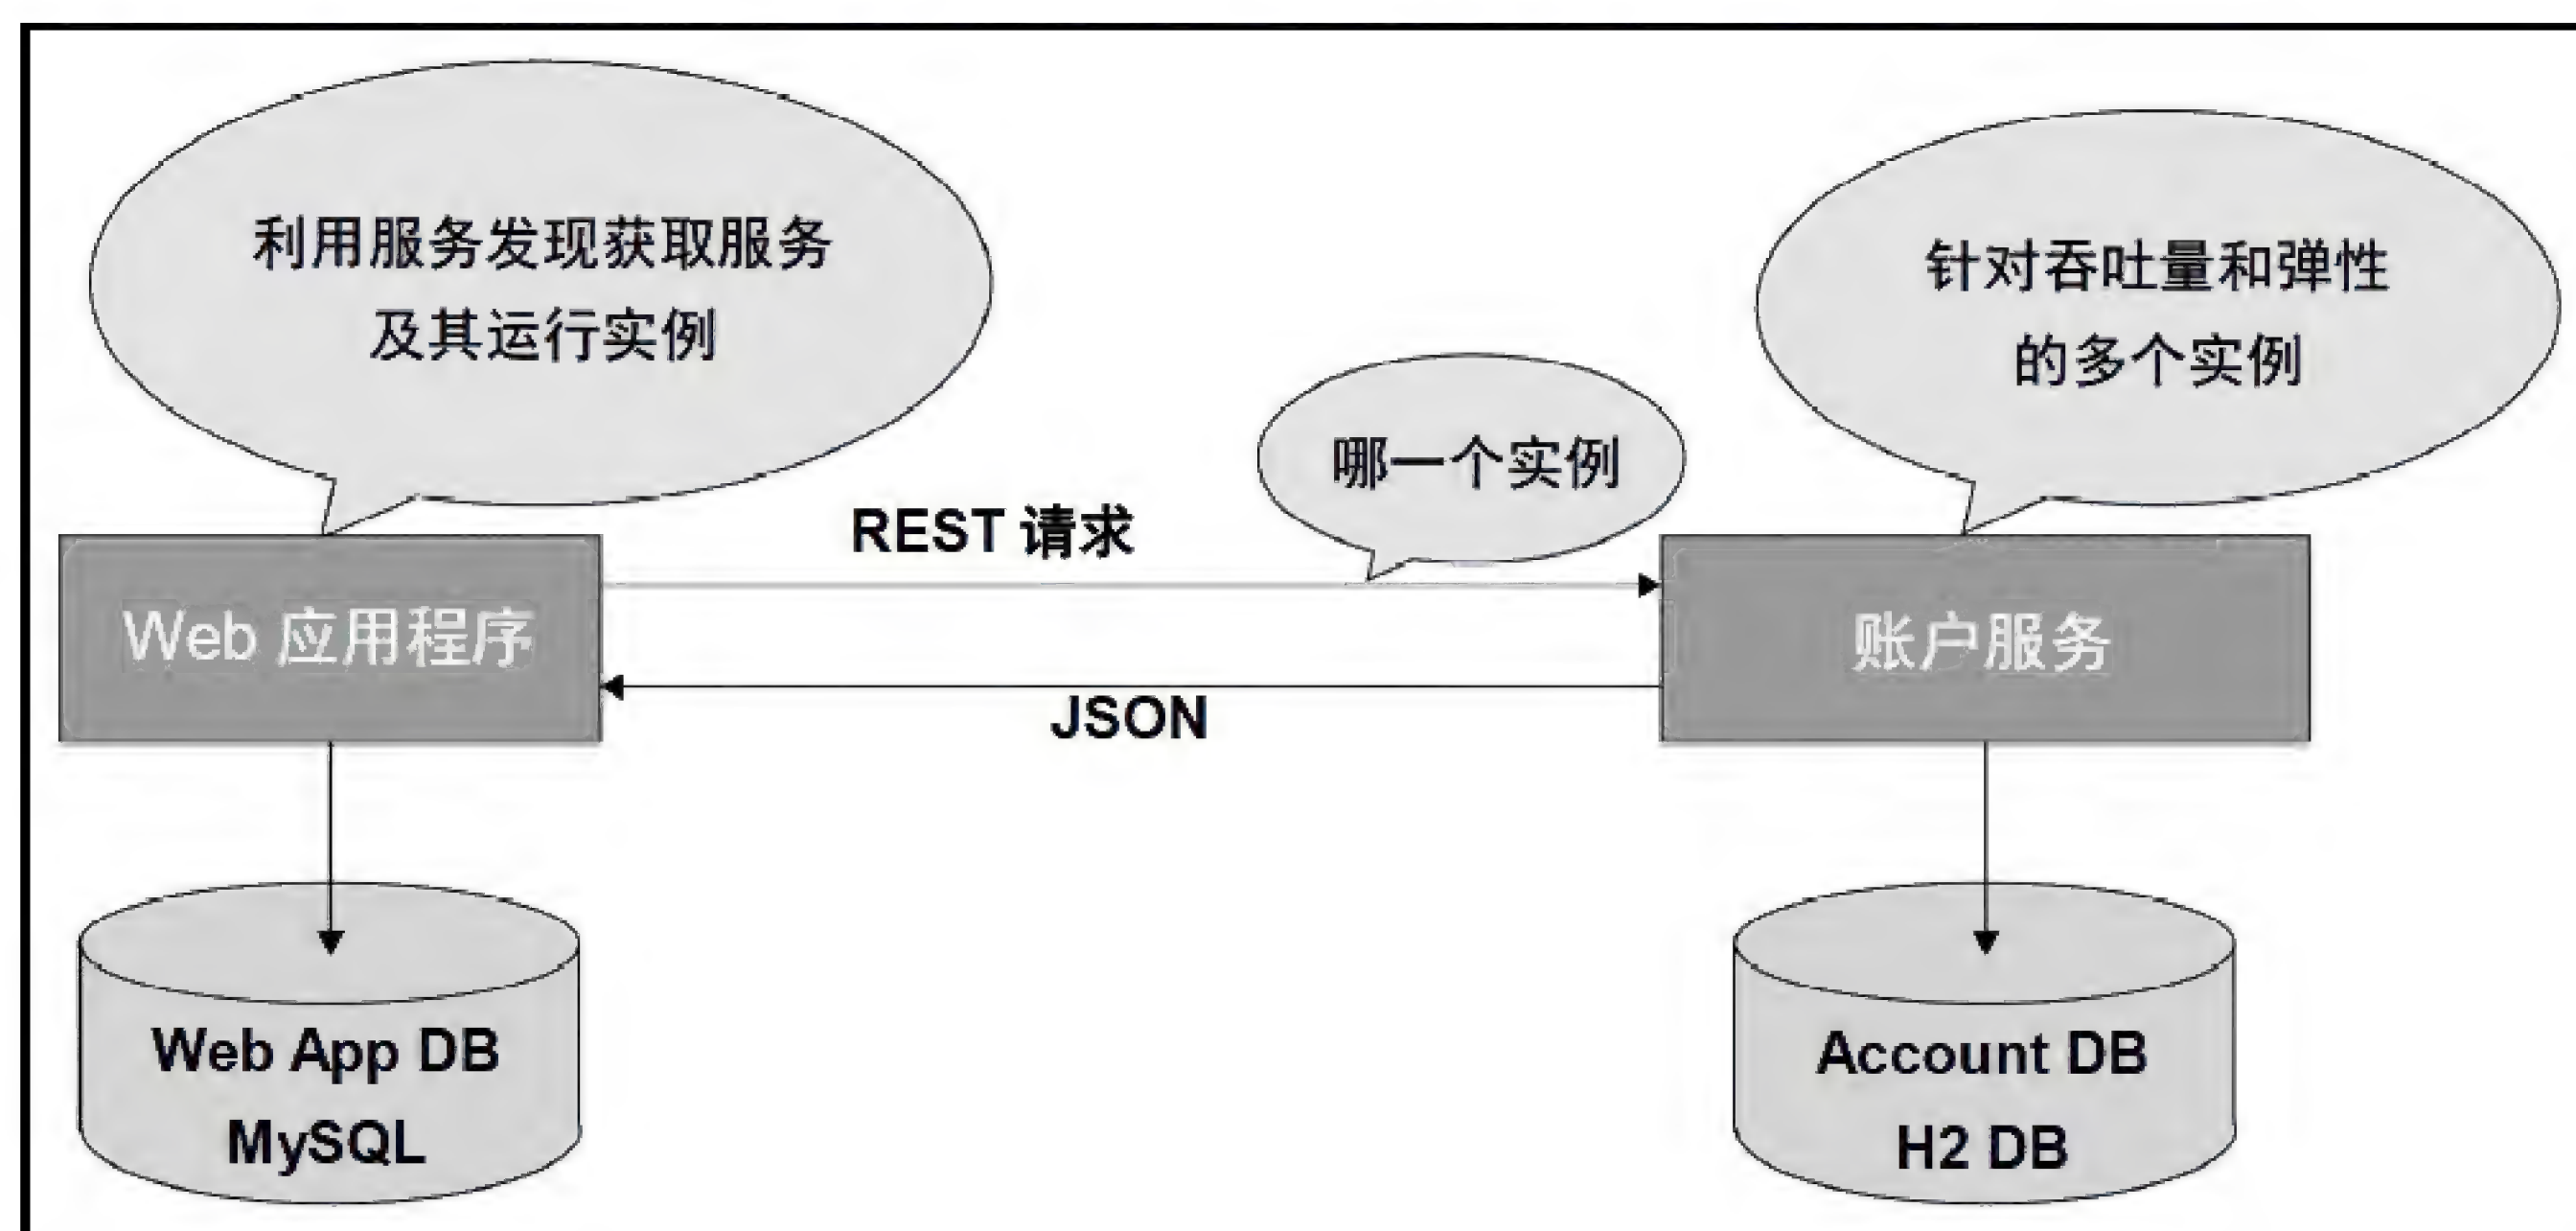 利用服务发现获取服务
及其运行实例
针对吞吐量和弹性
的多个实例
哪一个实例
REST 请求
Web 应用程序
账户服务
JSON
Web App DB
MySQL
Account DB
H2 DB